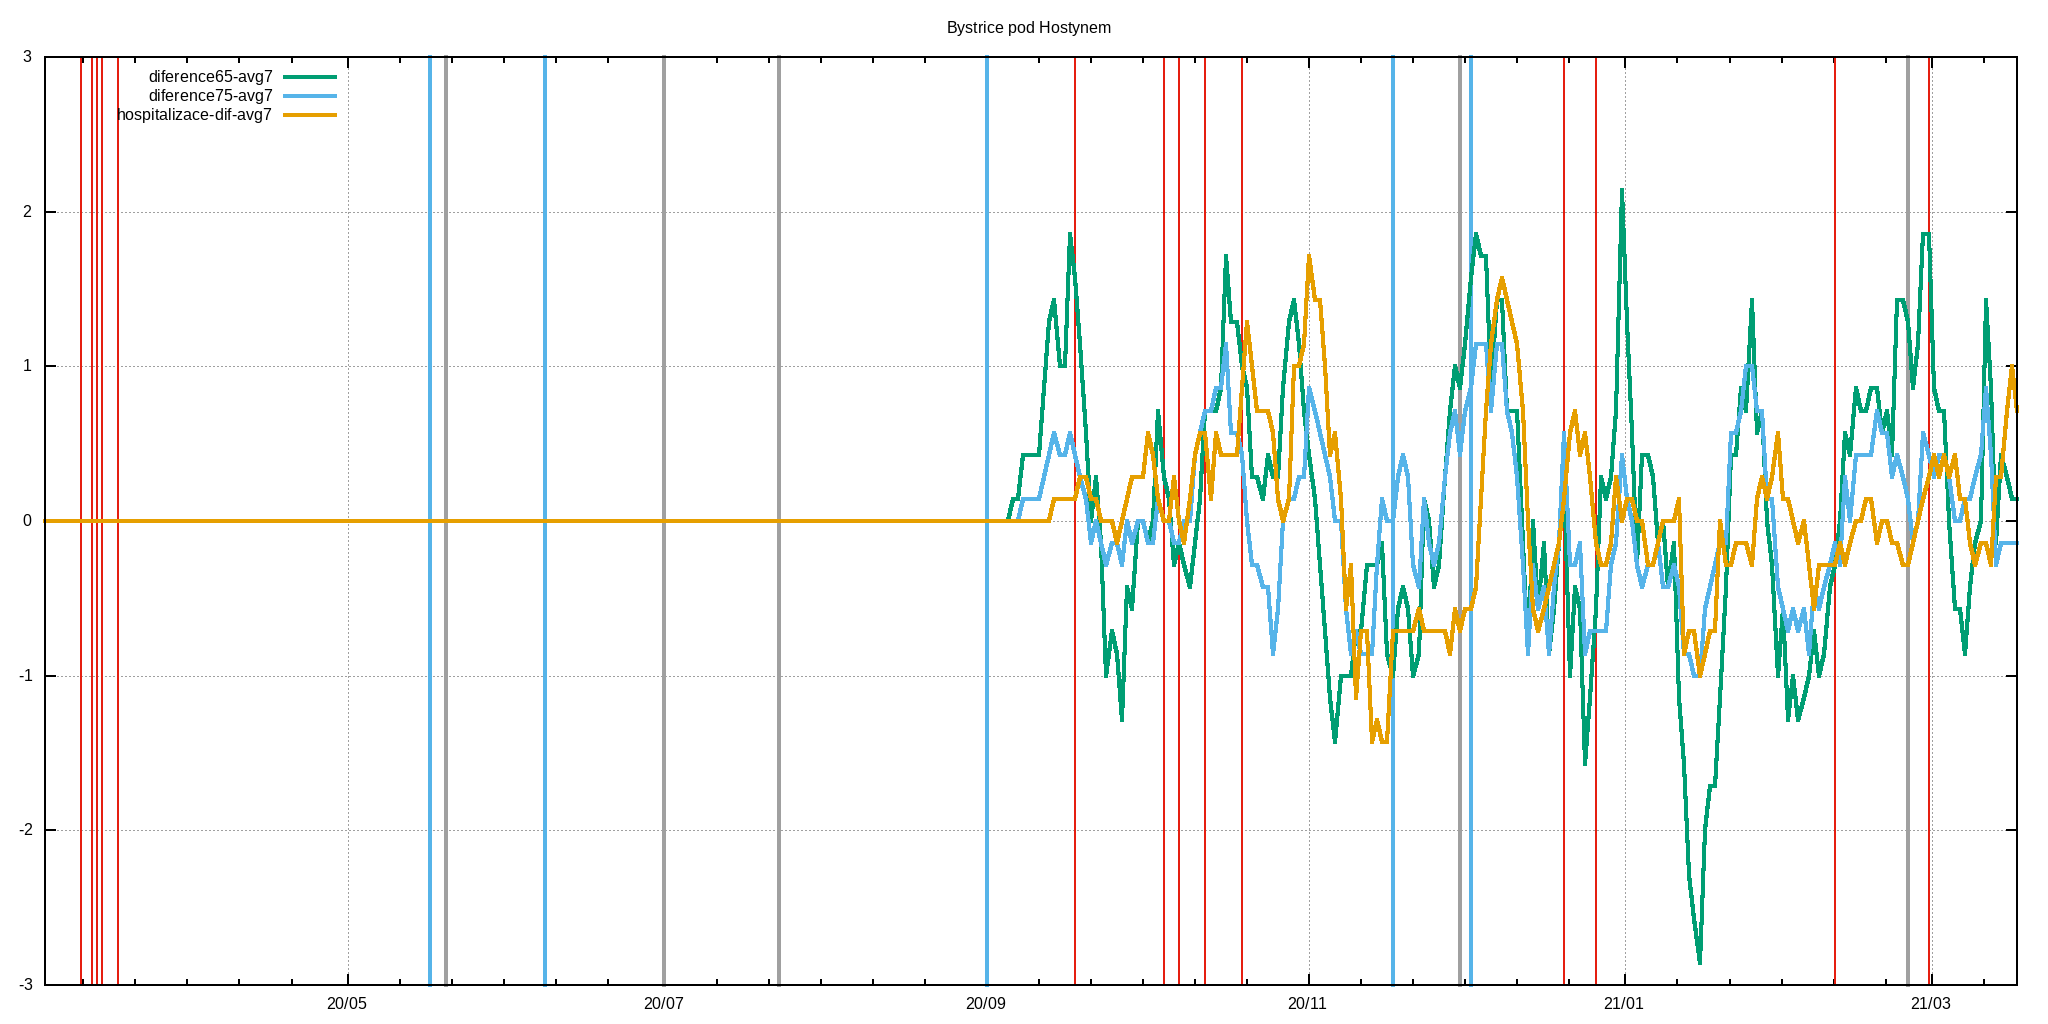 Bystrice pod Hostynem
3
diference65-avg7
diference75-avg7
hospitalizace-dif-avg7
2
1
0
-1
-2
-3
20/05 20/07 20/09 20/11 21/01 21/03